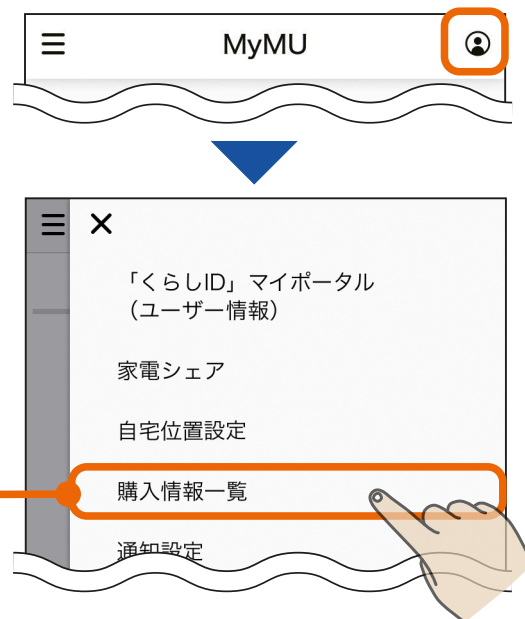 MyMU
「くらしID」マイポータル
（ユーザー情報）
家電シェア
自宅位置設定
購入情報一覧
通知設定